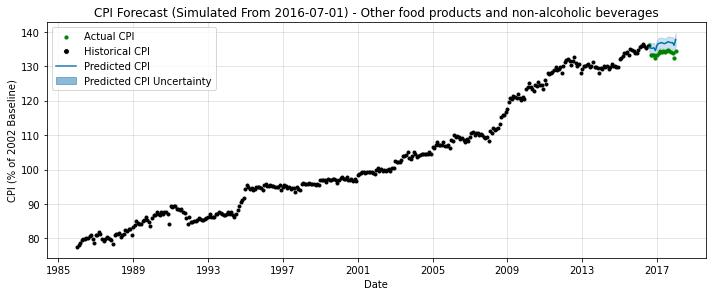 CPI Forecast (Simulated From 2016-07-01) - Other food products and non-alcoholic beverages
CPI (% of 2002 Baseline)
140
130
120
110
100
90
80
Actual CPI
Historical CPI
Predicted CPI
Predicted CPI Uncertainty
1985 1989 1993 1997 2001 2005 2009 2013 2017
Date